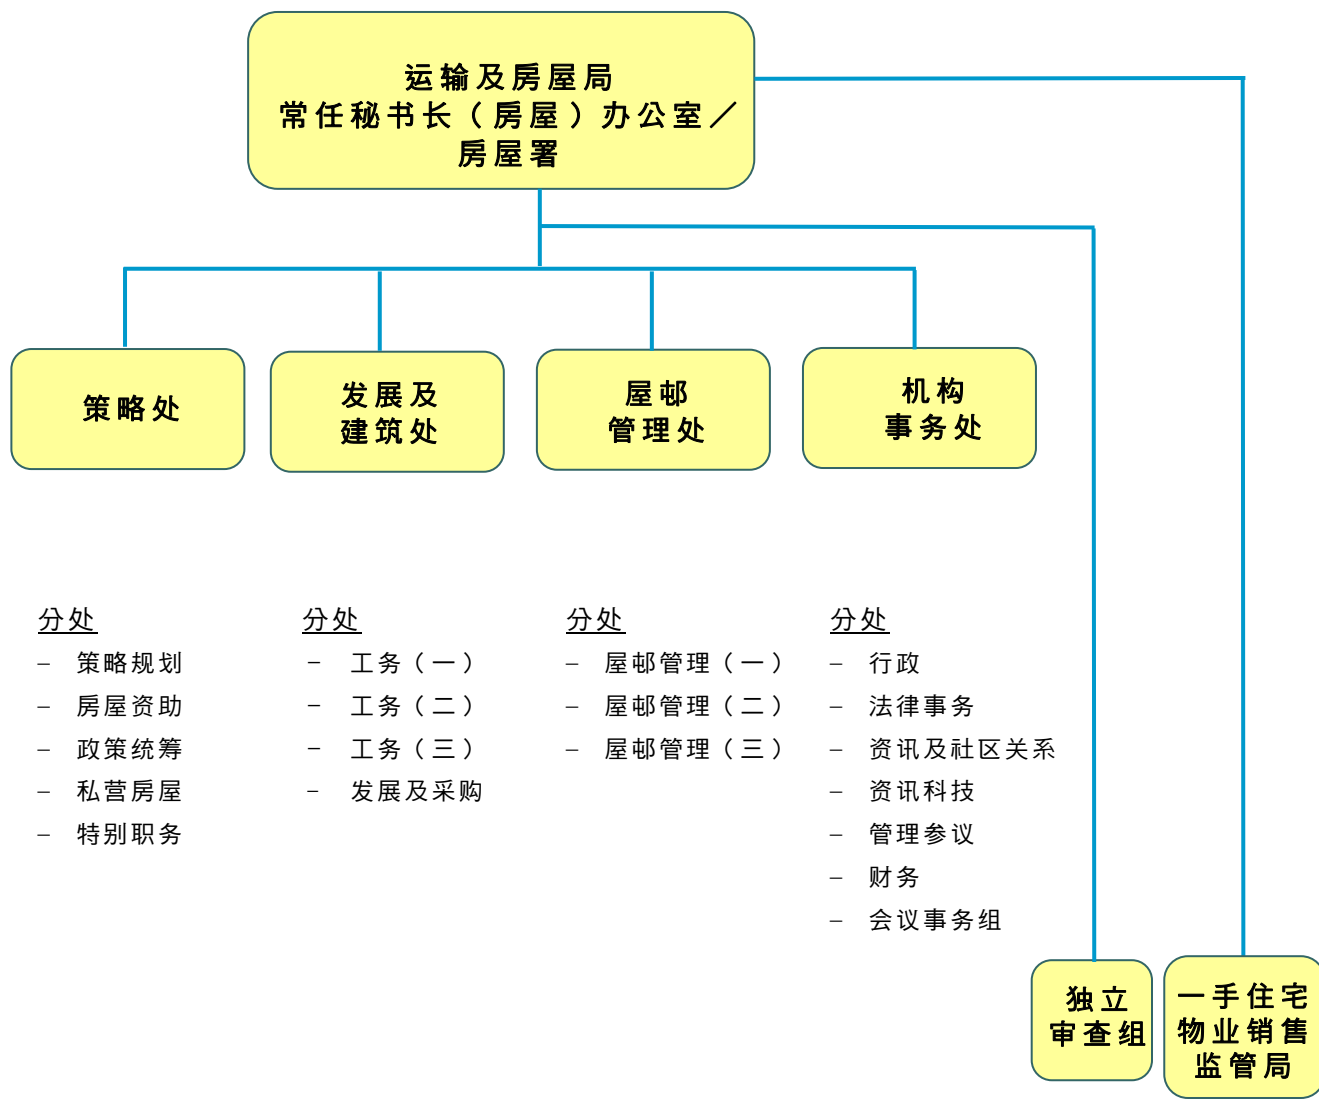 运输及房屋局
常任秘书长（房屋）办公室／
房屋署
策略处
发展及
建筑处
屋邨
管理处
机构
事务处
分处
– 策略规划
– 房屋资助
– 政策统筹
– 私营房屋
– 特别职务
分处
– 工务（一）
– 工务（二）
– 工务（三）
– 发展及采购
分处
– 屋邨管理（一）
– 屋邨管理（二）
– 屋邨管理（三）
分处
– 行政
– 法律事务
– 资讯及社区关系
– 资讯科技
– 管理参议
– 财务
– 会议事务组
独立
审查组
一手住宅
物业销售
监管局